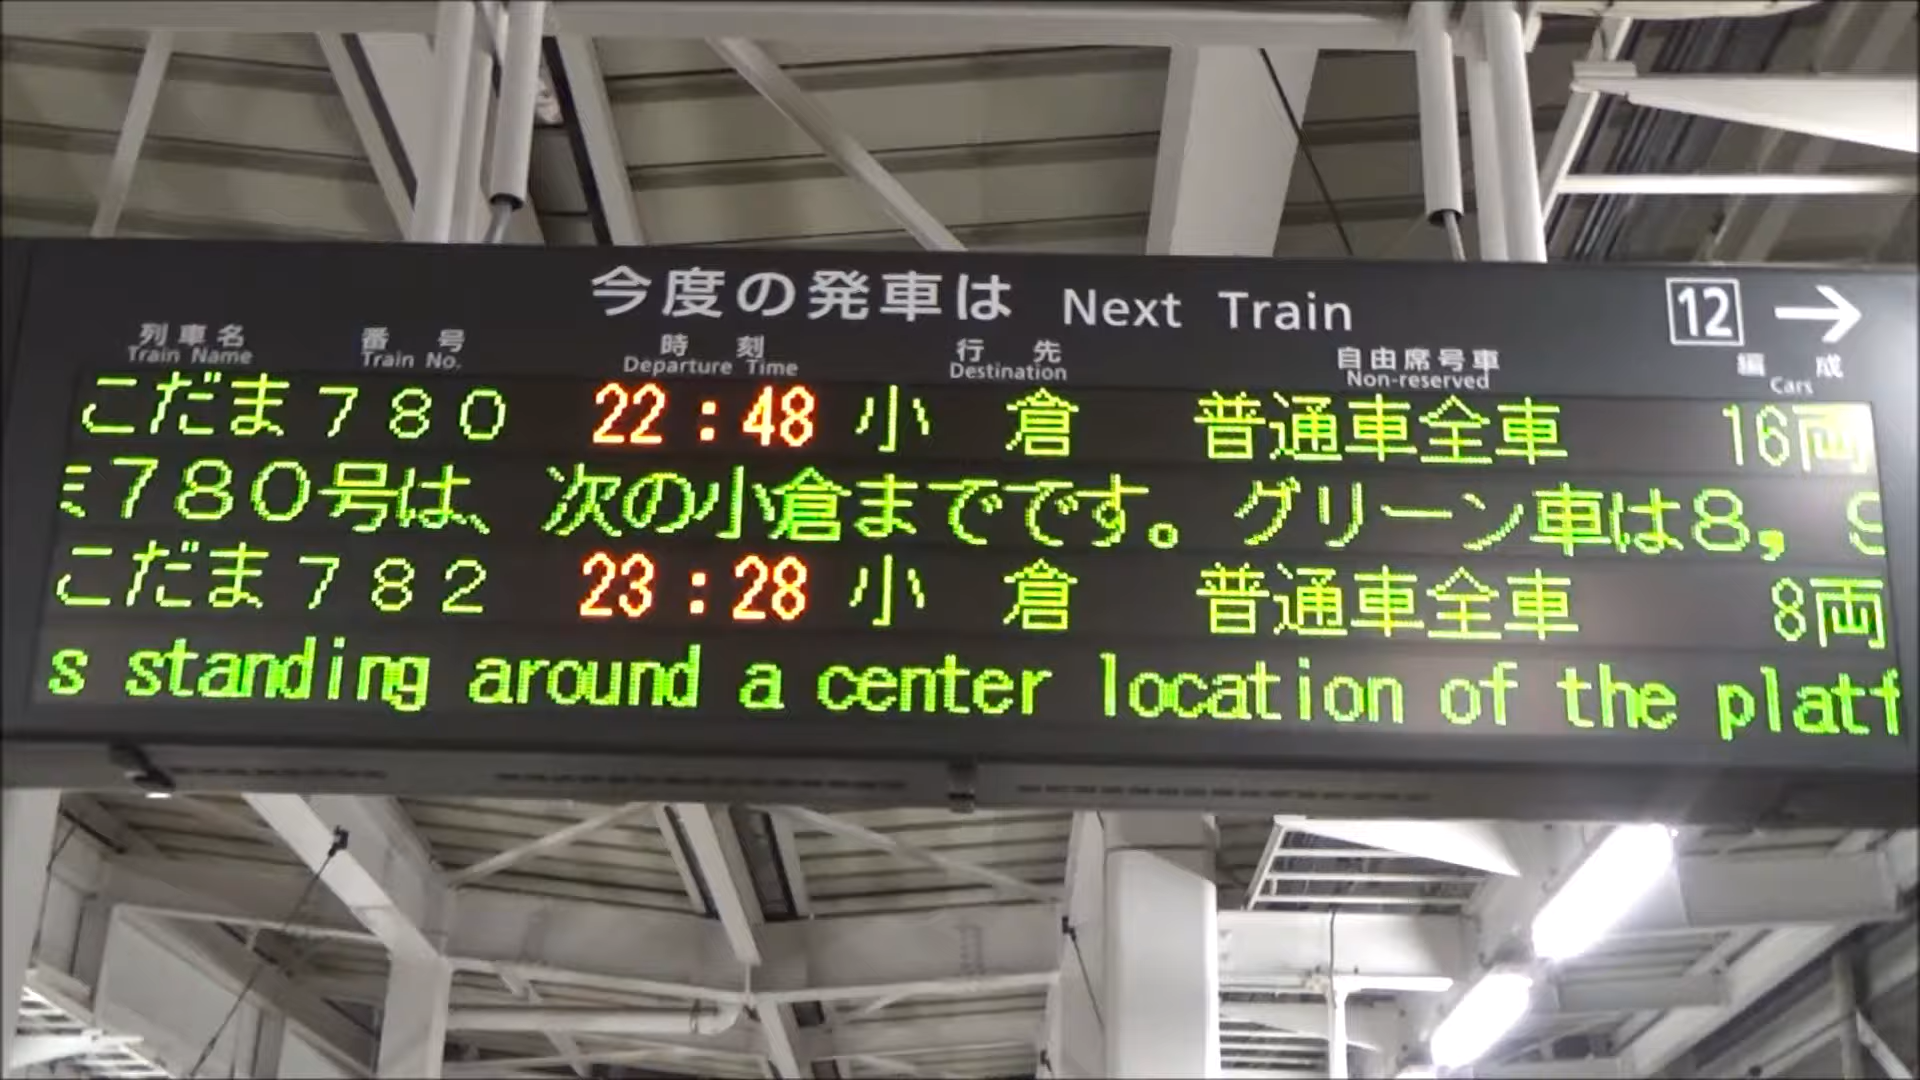 今度の発車は Next Train 12 →
列車名 番号 時刻 行先 自由席号車 編成
Train Name Train No. Departure Time Destination Non-reserved Cars
こだま780 22:48 小倉 普通車全車 16両
780号は、次の小倉までです。グリーン車は8,
こだま782 23:28 小倉 普通車全車 8両
s standing around a center location of the platf